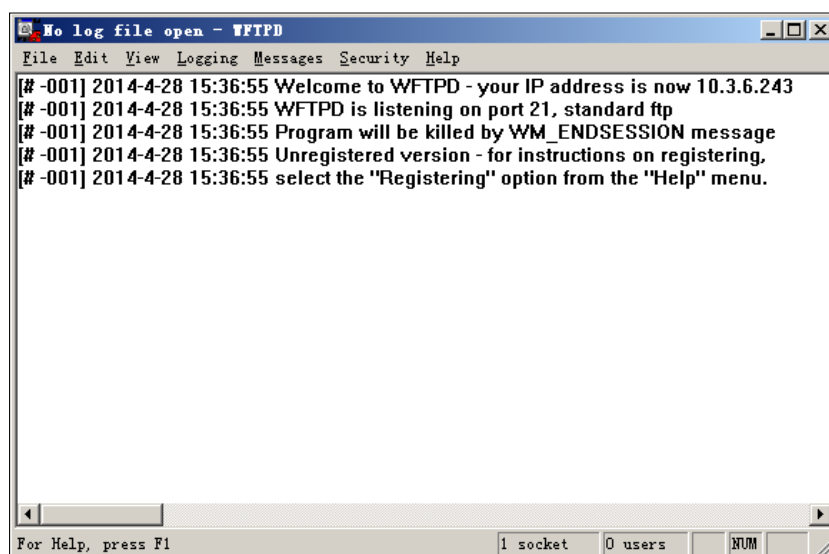 No log file open - WFTPD
File Edit View Logging Messages Security Help
[# -001] 2014-4-28 15:36:55 Welcome to WFTPD - your IP address is now 10.3.6.243
[# -001] 2014-4-28 15:36:55 WFTPD is listening on port 21, standard ftp
[# -001] 2014-4-28 15:36:55 Program will be killed by WM_ENDSESSION message
[# -001] 2014-4-28 15:36:55 Unregistered version - for instructions on registering,
[# -001] 2014-4-28 15:36:55 select the "Registering" option from the "Help" menu.
For Help, press F1 1 socket 0 users NUM